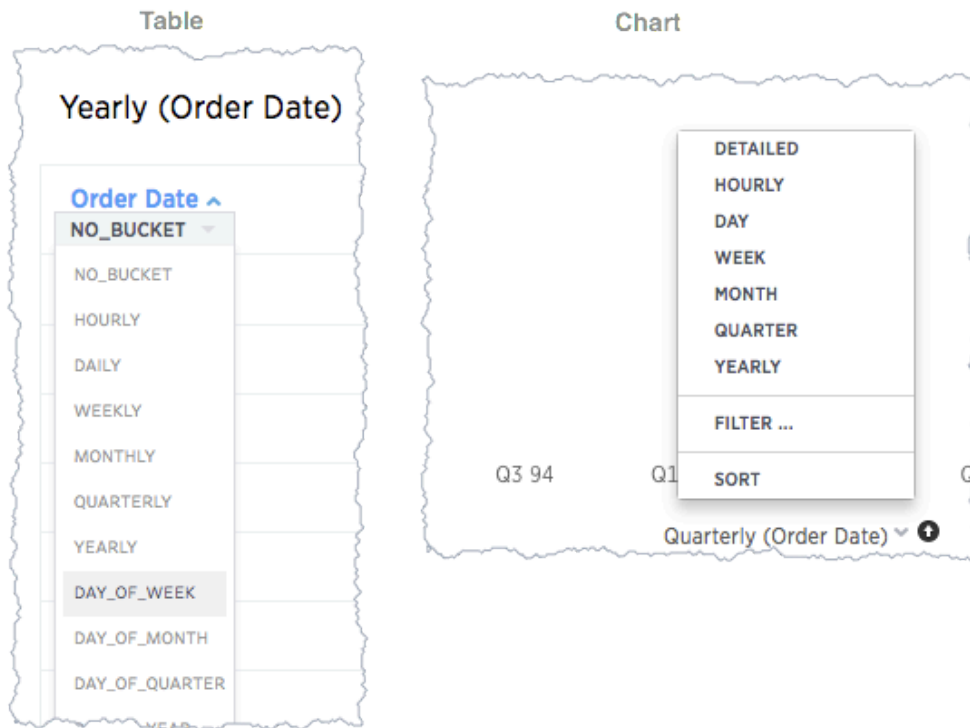 Table
Yearly (Order Date)
Order Date
NO_BUCKET
NO_BUCKET
HOURLY
DAILY
WEEKLY
MONTHLY
QUARTERLY
YEARLY
DAY_OF_WEEK
DAY_OF_MONTH
DAY_OF_QUARTER
Chart
DETAILED
HOURLY
DAY
WEEK
MONTH
QUARTER
YEARLY
FILTER ...
SORT
Q3 94
Q1
Quarterly (Order Date)